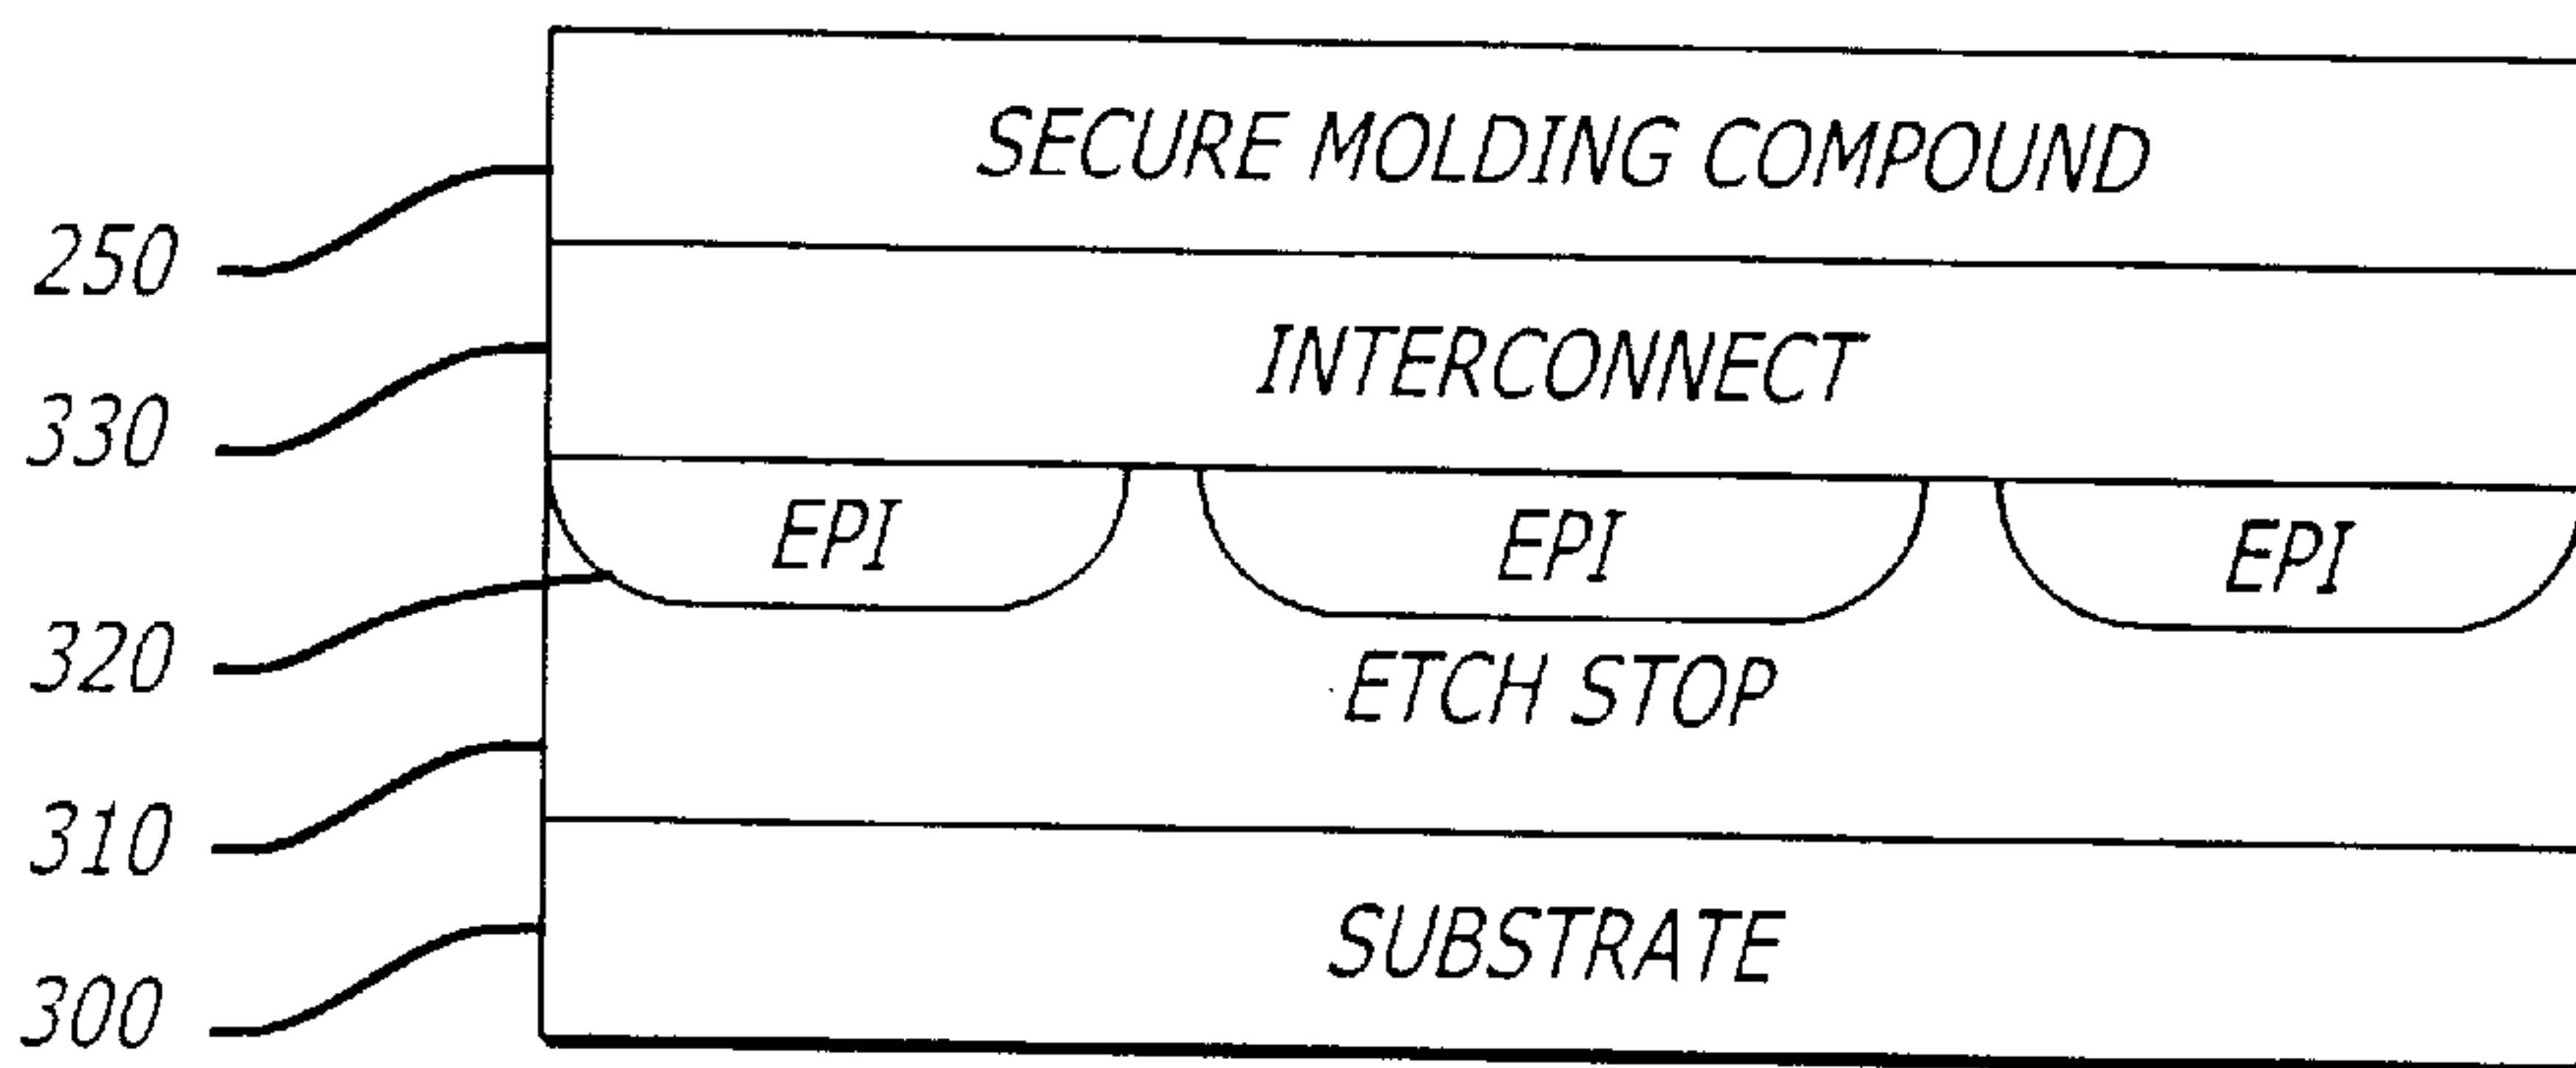 SECURE MOLDING COMPOUND
250
INTERCONNECT
330
EPI EPI EPI
320
ETCH STOP
310
SUBSTRATE
300